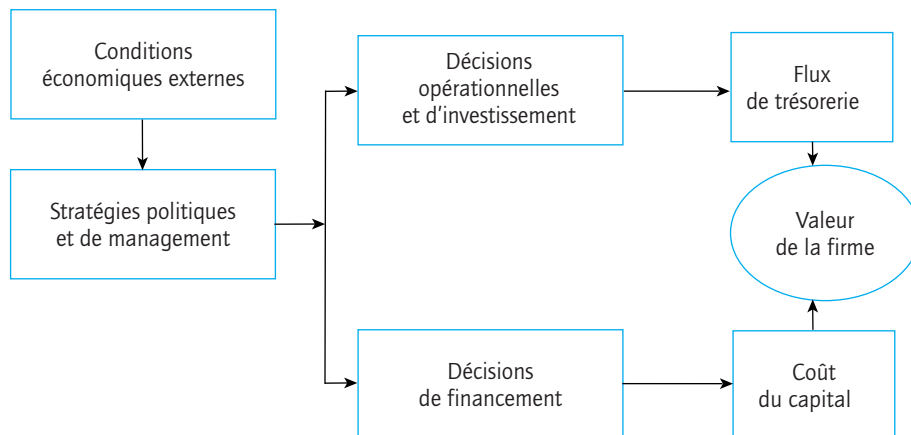 Conditions
économiques externes
Stratégies politiques
et de management
Décisions
opérationnelles
et d’investissement
Flux
de trésorerie
Valeur
de la firme
Décisions
de financement
Coût
du capital